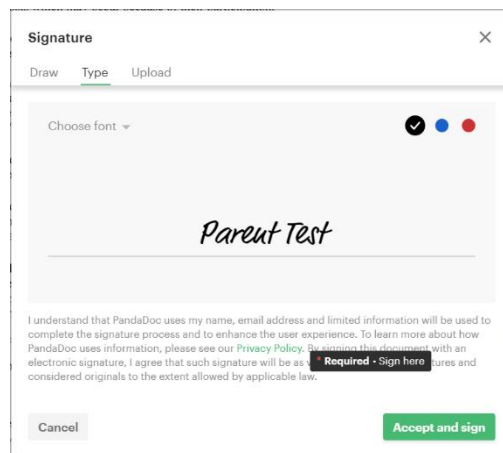 Signature
Draw Type Upload
Choose font
Parent Test
I understand that PandaDoc uses my name, email address and limited information will be used to
complete the signature process and to enhance the user experience. To learn more about how
PandaDoc uses information, please see our Privacy Policy. By signing this document with an
electronic signature, I agree that such signature will be as v tures and
* Required • Sign here
considered originals to the extent allowed by applicable law.
Cancel Accept and sign